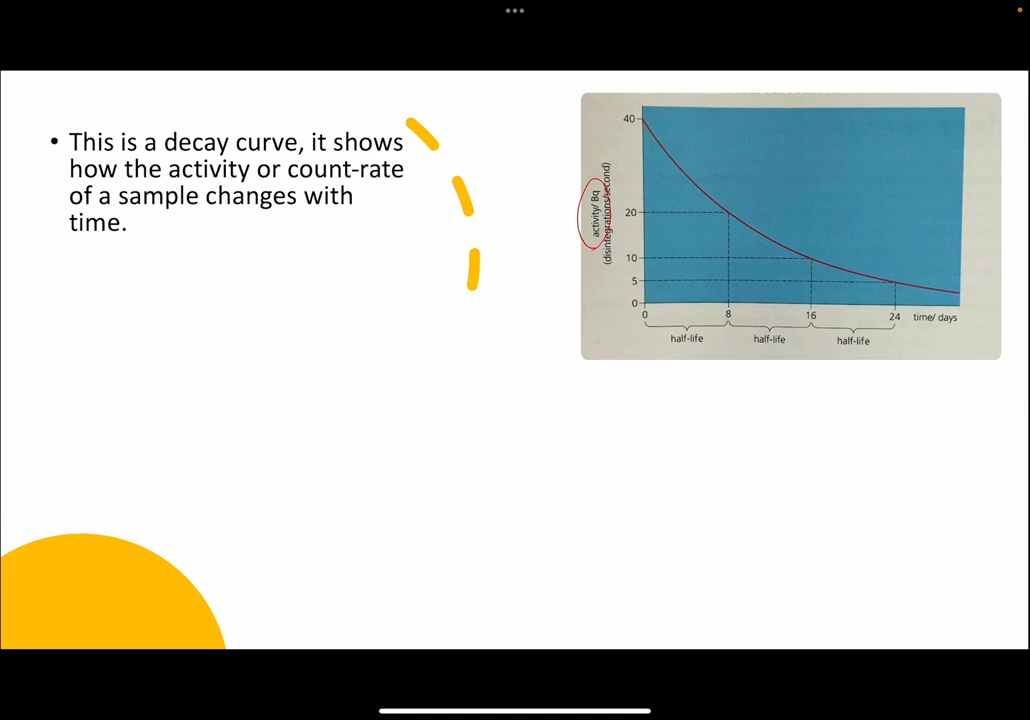 • This is a decay curve, it shows
how the activity or count-rate
of a sample changes with
time.
activity/ Bq
(disintegrations/second)
40
20
10
5
0
0 8 16 24 time/ days
half-life half-life half-life